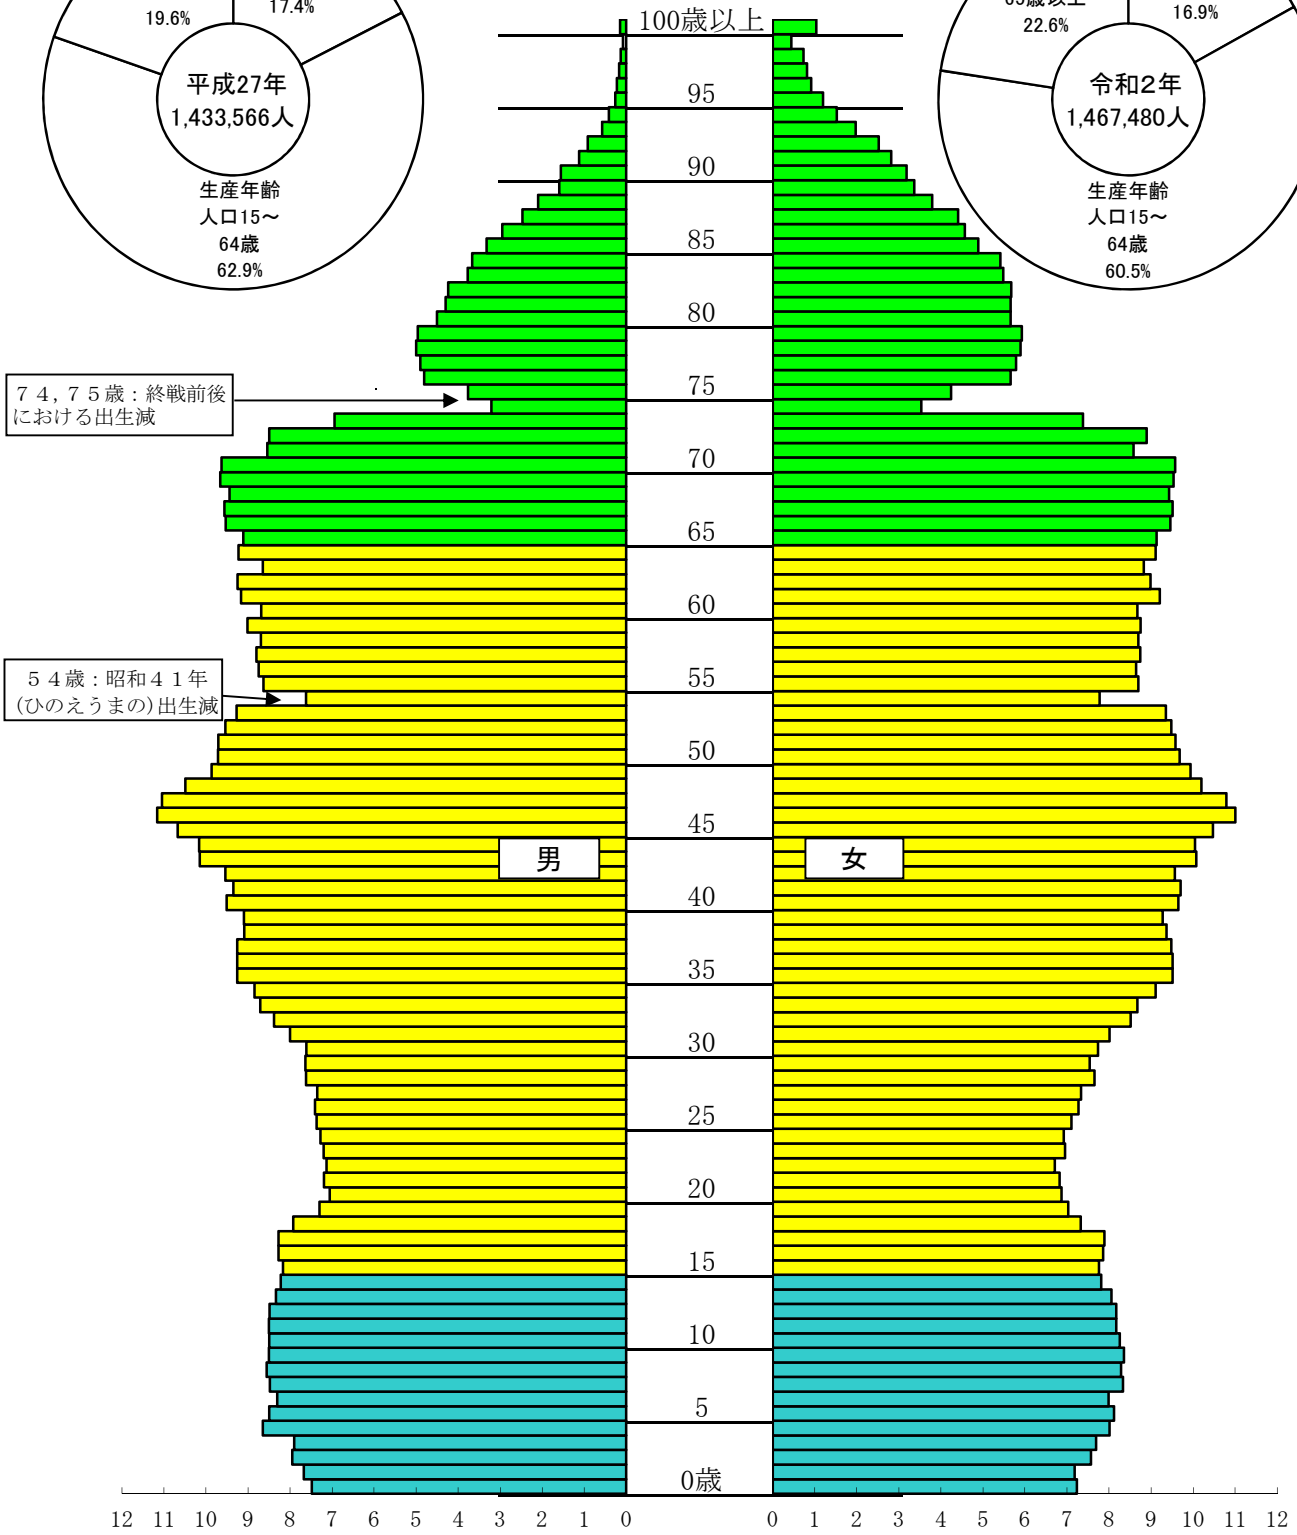 19.6%
17.4%
平成27年
1,433,566人
生産年齢
人口15～
64歳
62.9%
65歳以上
22.6%
16.9%
令和2年
1,467,480人
生産年齢
人口15～
64歳
60.5%
100歳以上
95
90
85
80
75
70
65
60
55
50
45
40
35
30
25
20
15
10
5
0歳
７４,７５歳：終戦前後
における出生減
５４歳：昭和４１年
(ひのえうまの)出生減
男
女
12 11 10 9 8 7 6 5 4 3 2 1 0
0 1 2 3 4 5 6 7 8 9 10 11 12